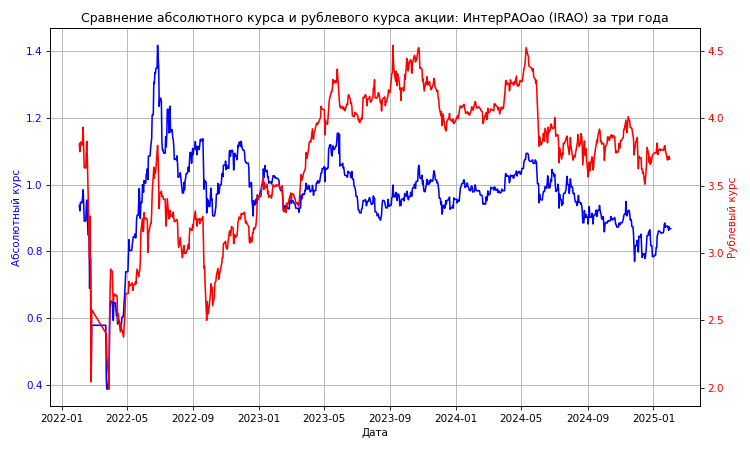 Сравнение абсолютного курса и рублевого курса акции: ИнтерРАОао (IRAO) за три года
1.4
1.2
1.0
0.8
0.6
0.4
Абсолютный курс
4.5
4.0
3.5
3.0
2.5
2.0
Рублевый курс
2022-01 2022-05 2022-09 2023-01 2023-05 2023-09 2024-01 2024-05 2024-09 2025-01
Дата